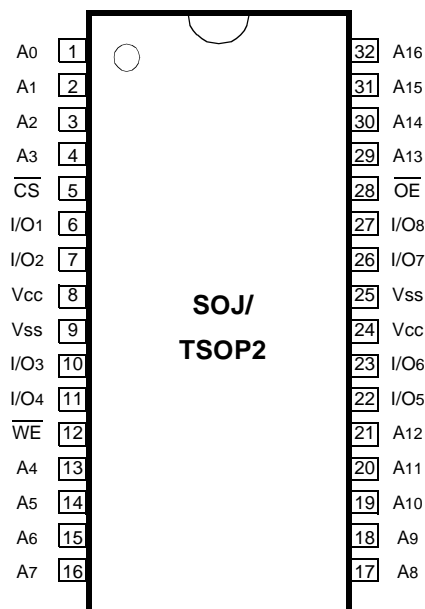 A0 1 32 A16
A1 2 31 A15
A2 3 30 A14
A3 4 29 A13
CS 5 28 OE
I/O1 6 27 I/O8
I/O2 7 26 I/O7
Vcc 8 25 Vss
Vss 9 24 Vcc
SOJ/
TSOP2
I/O3 10 23 I/O6
I/O4 11 22 I/O5
WE 12 21 A12
A4 13 20 A11
A5 14 19 A10
A6 15 18 A9
A7 16 17 A8